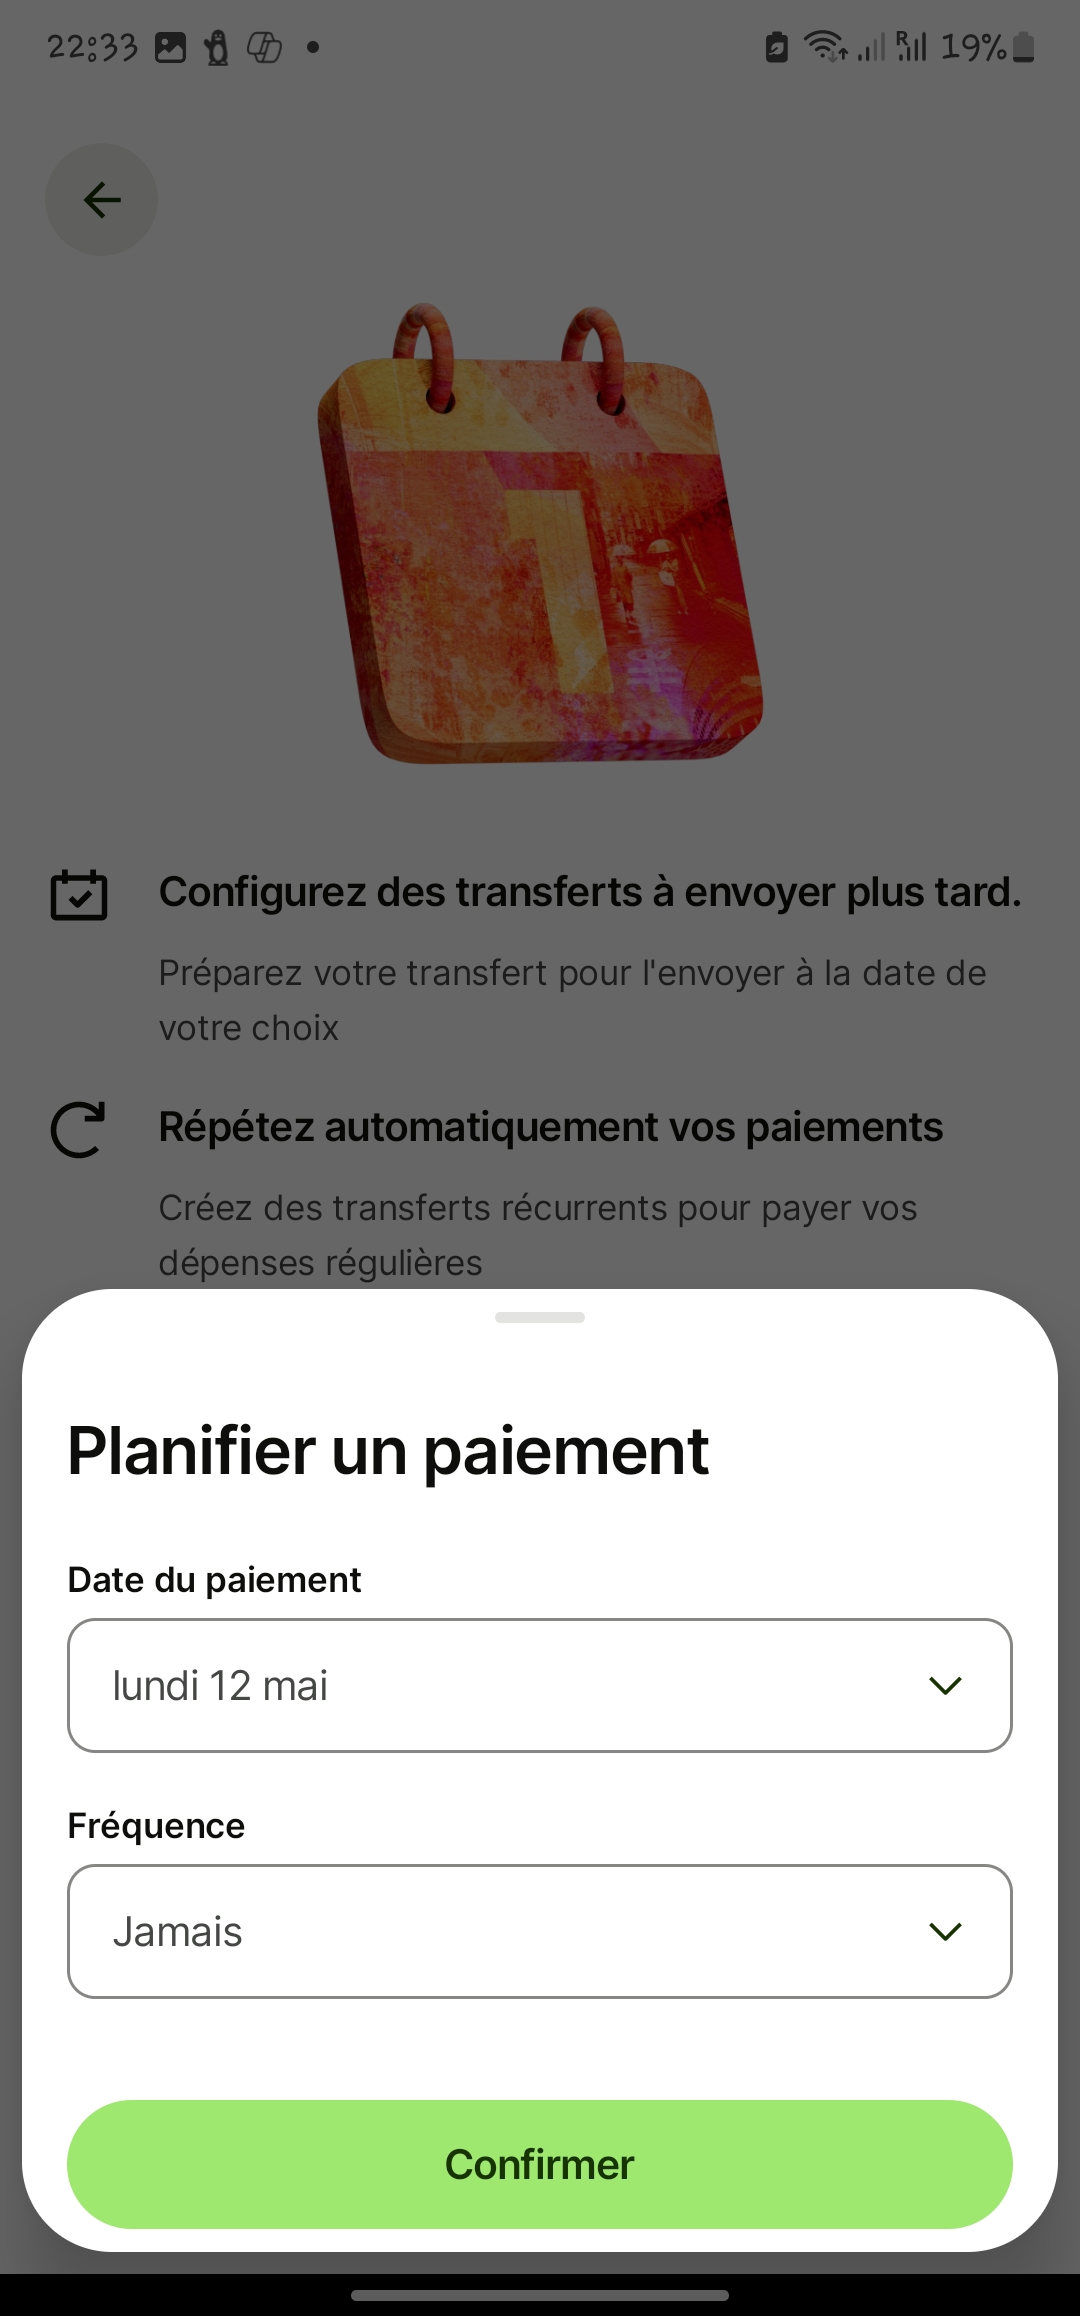 22:33
R
19%
1
Configurez des transferts à envoyer plus tard.
Préparez votre transfert pour l'envoyer à la date de
votre choix
Répétez automatiquement vos paiements
Créez des transferts récurrents pour payer vos
dépenses régulières
Planifier un paiement
Date du paiement
lundi 12 mai
Fréquence
Jamais
Confirmer